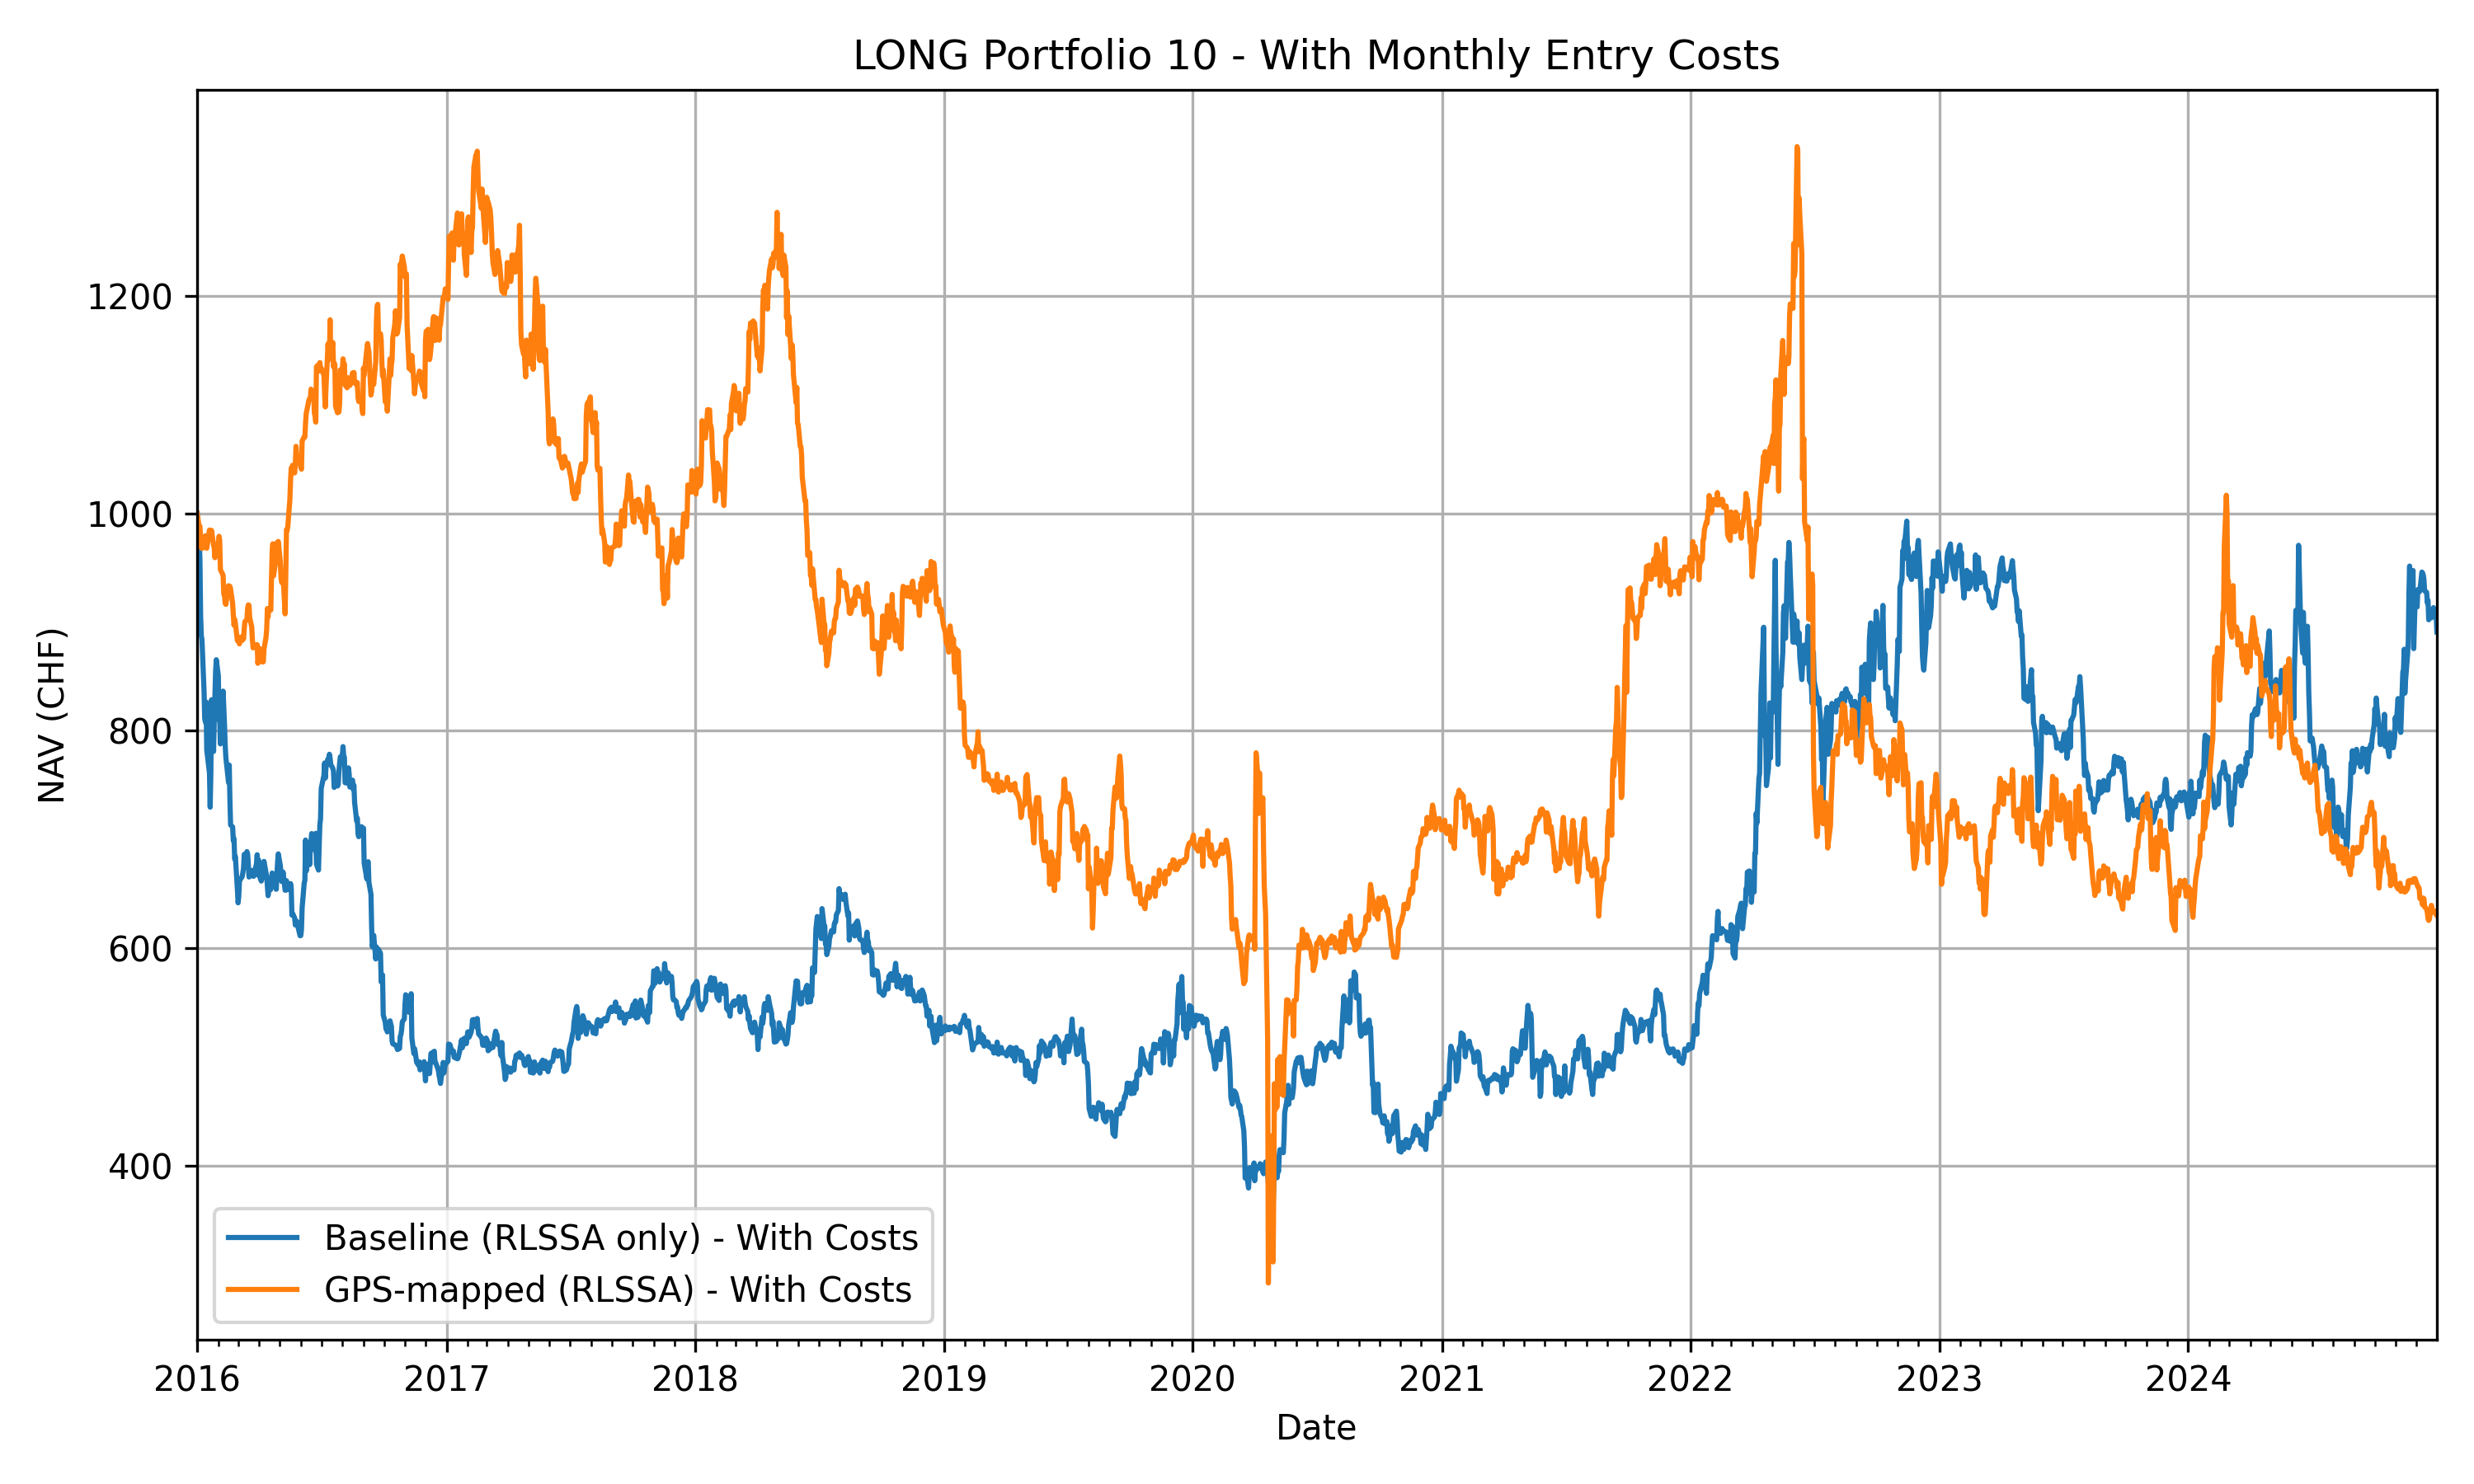 LONG Portfolio 10 - With Monthly Entry Costs
NAV (CHF)
1200
1000
800
600
400
Baseline (RLSSA only) - With Costs
GPS-mapped (RLSSA) - With Costs
2016 2017 2018 2019 2020 2021 2022 2023 2024
Date